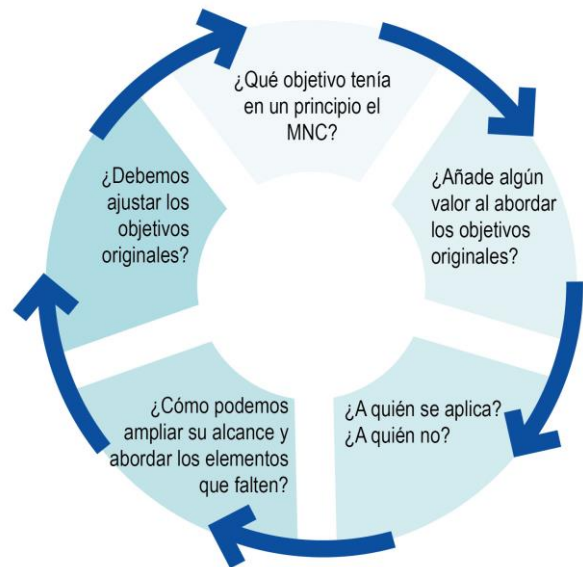 ¿Qué objetivo tenía
en un principio el
MNC?
¿Añade algún
valor al abordar
los objetivos
originales?
¿A quién se aplica?
¿A quién no?
¿Cómo podemos
ampliar su alcance y
abordar los elementos
que falten?
¿Debemos
ajustar los
objetivos
originales?